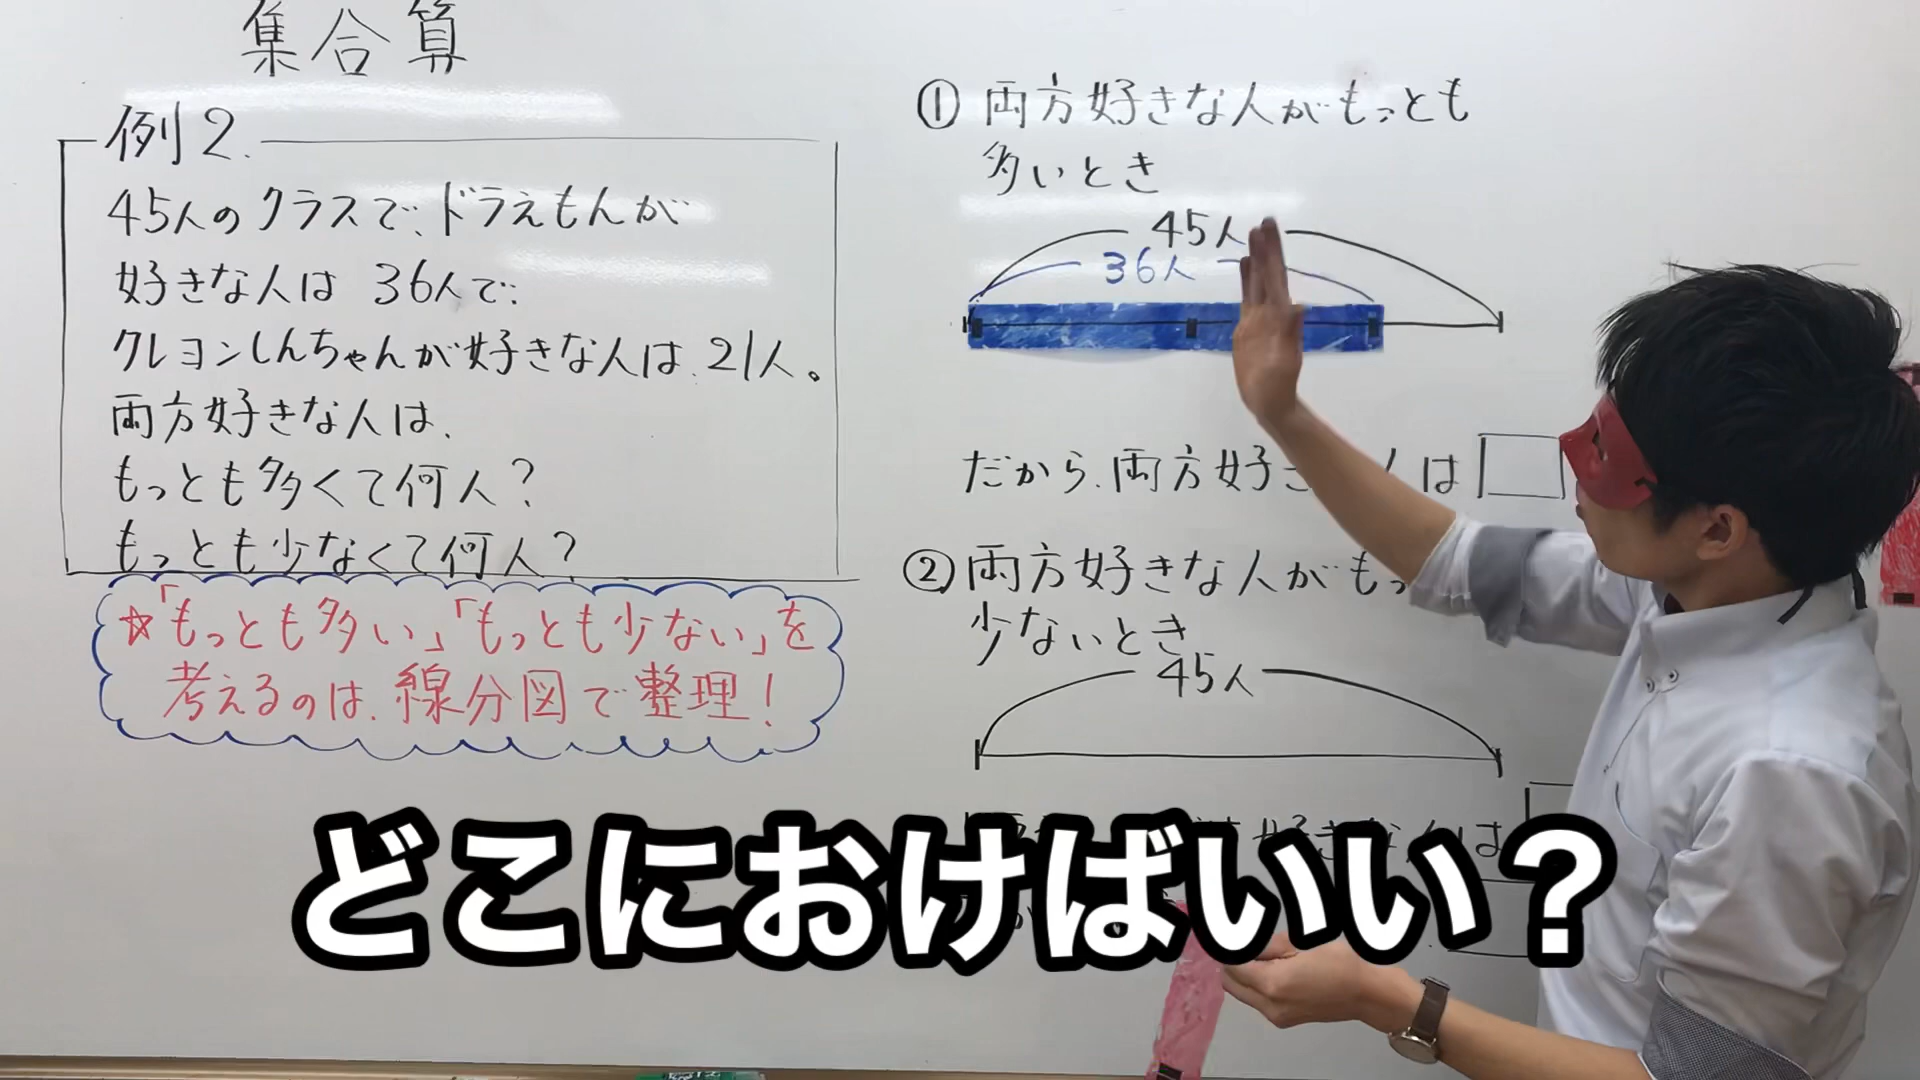 集合算
例2.
45人のクラスで、ドラえもんが
好きな人は 36人で、
クレヨンしんちゃんが好きな人は、21人。
両方好きな人は、
もっとも多くて何人？
もっとも少なくて何人？
☆「もっとも多い」「もっとも少ない」を
考えるのは、線分図で整理！
① 両方好きな人がもっとも
多いとき
45人
36人
だから、両方好き は
② 両方好きな人がもっ
少ないとき
45人
好きな人は
どこにおけばいい？